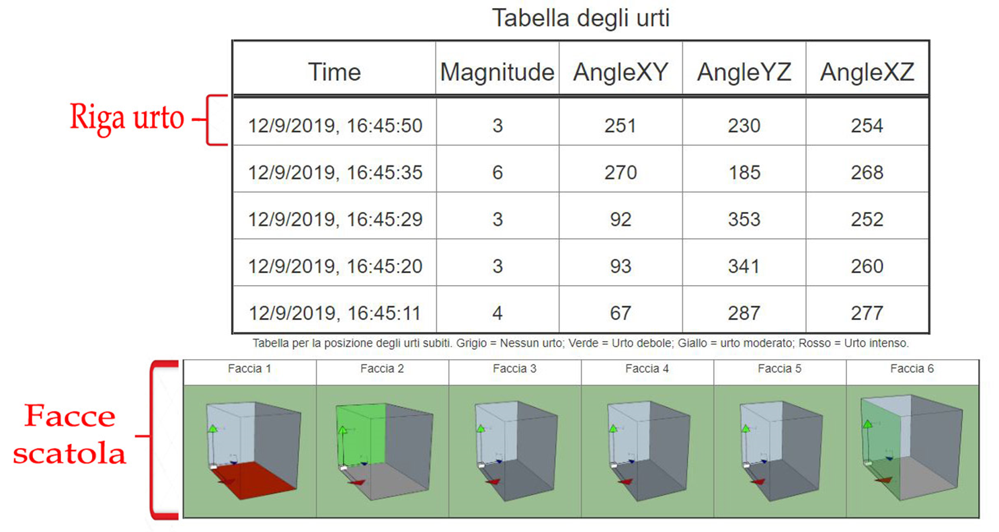 Tabella degli urti
Time Magnitude AngleXY AngleYZ AngleXZ
Riga urto
12/9/2019, 16:45:50 3 251 230 254
12/9/2019, 16:45:35 6 270 185 268
12/9/2019, 16:45:29 3 92 353 252
12/9/2019, 16:45:20 3 93 341 260
12/9/2019, 16:45:11 4 67 287 277
Tabella per la posizione degli urti subiti. Grigio = Nessun urto; Verde = Urto debole; Giallo = urto moderato; Rosso = Urto intenso.
Faccia 1 Faccia 2 Faccia 3 Faccia 4 Faccia 5 Faccia 6
Facce
scatola